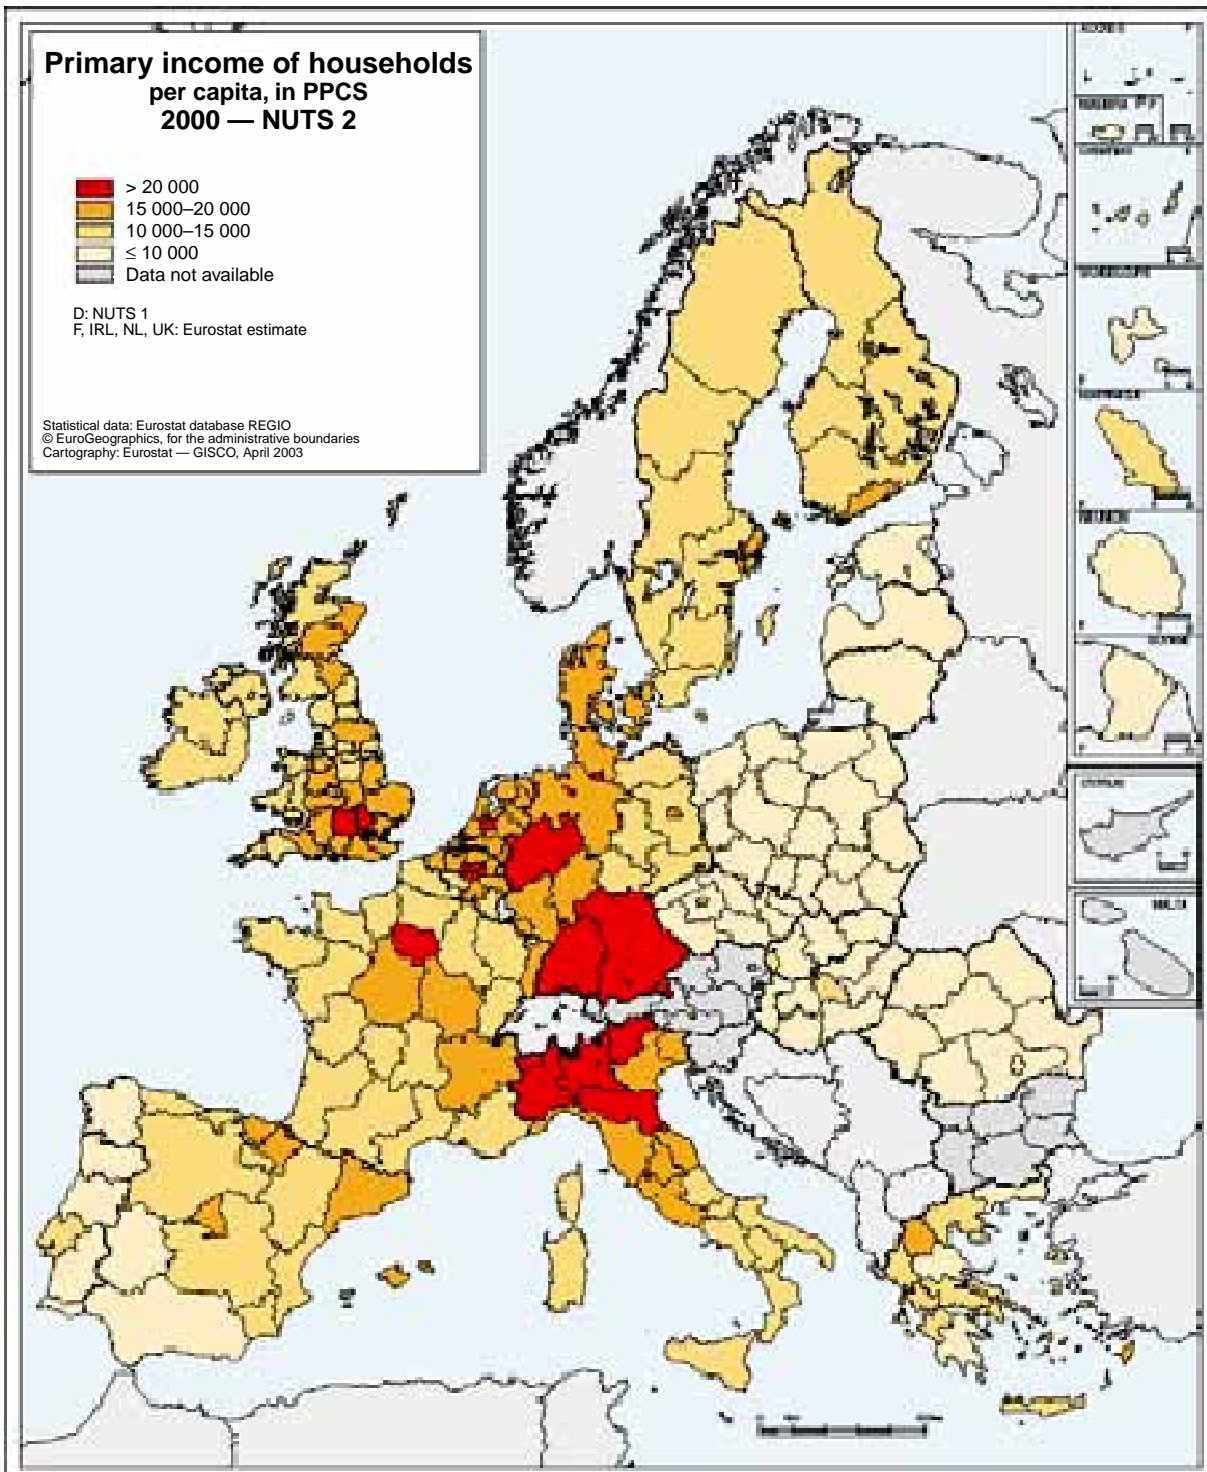 Primary income of households
per capita, in PPCS
2000 — NUTS 2
> 20 000
15 000–20 000
10 000–15 000
≤ 10 000
Data not available
D: NUTS 1
F, IRL, NL, UK: Eurostat estimate
Statistical data: Eurostat database REGIO
© EuroGeographics, for the administrative boundaries
Cartography: Eurostat — GISCO, April 2003